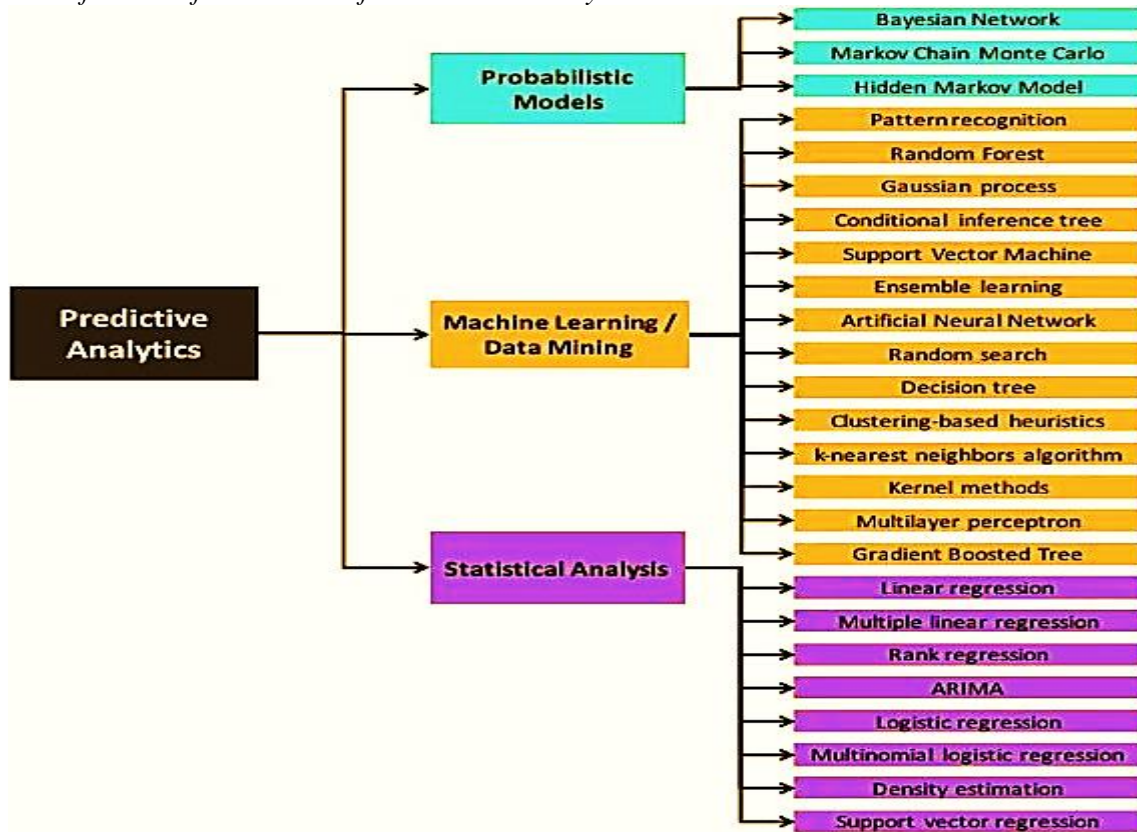 Predictive
Analytics
Probabilistic
Models
Machine Learning /
Data Mining
Statistical Analysis
Bayesian Network
Markov Chain Monte Carlo
Hidden Markov Model
Pattern recognition
Random Forest
Gaussian process
Conditional inference tree
Support Vector Machine
Ensemble learning
Artificial Neural Network
Random search
Decision tree
Clustering-based heuristics
k-nearest neighbors algorithm
Kernel methods
Multilayer perceptron
Gradient Boosted Tree
Linear regression
Multiple linear regression
Rank regression
ARIMA
Logistic regression
Multinomial logistic regression
Density estimation
Support vector regression